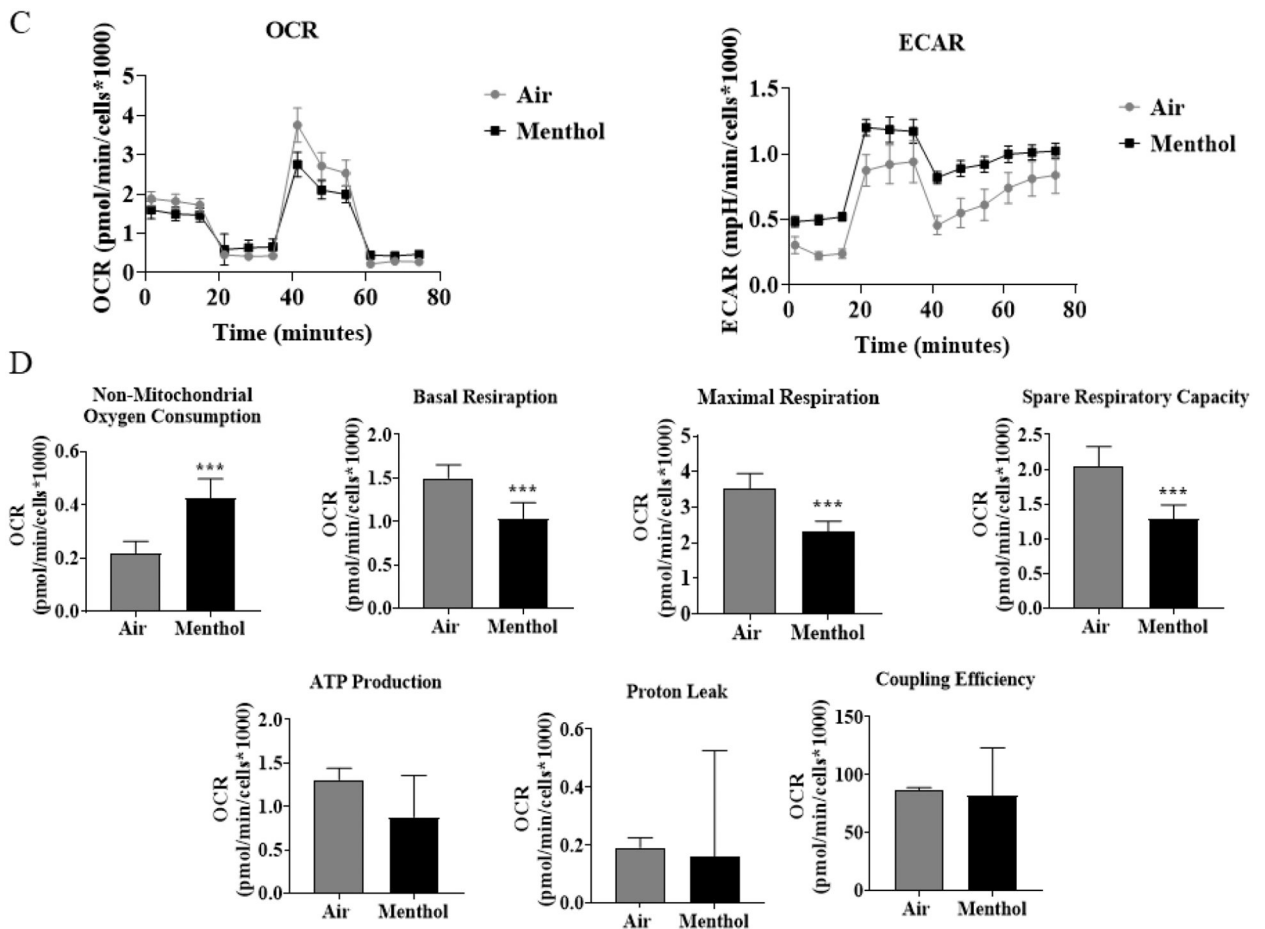 C
OCR
OCR (pmol/min/cells*1000)
5
4
3
2
1
0
0 20 40 60 80
Time (minutes)
Air
Menthol
ECAR
ECAR (mpH/min/cells*1000)
1.5
1.0
0.5
0.0
0 20 40 60 80
Time (minutes)
Air
Menthol
D
Non-Mitochondrial
Oxygen Consumption
OCR
(pmol/min/cells*1000)
0.6
0.4
0.2
0.0
***
Air Menthol
Basal Resiraption
OCR
(pmol/min/cells*1000)
2.0
1.5
1.0
0.5
0.0
***
Air Menthol
Maximal Respiration
OCR
(pmol/min/cells*1000)
5
4
3
2
1
0
***
Air Menthol
Spare Respiratory Capacity
OCR
(pmol/min/cells*1000)
2.5
2.0
1.5
1.0
0.5
0.0
***
Air Menthol
ATP Production
OCR
(pmol/min/cells*1000)
2.0
1.5
1.0
0.5
0.0
Air Menthol
Proton Leak
OCR
(pmol/min/cells*1000)
0.6
0.4
0.2
0.0
Air Menthol
Coupling Efficiency
OCR
(pmol/min/cells*1000)
150
100
50
0
Air Menthol